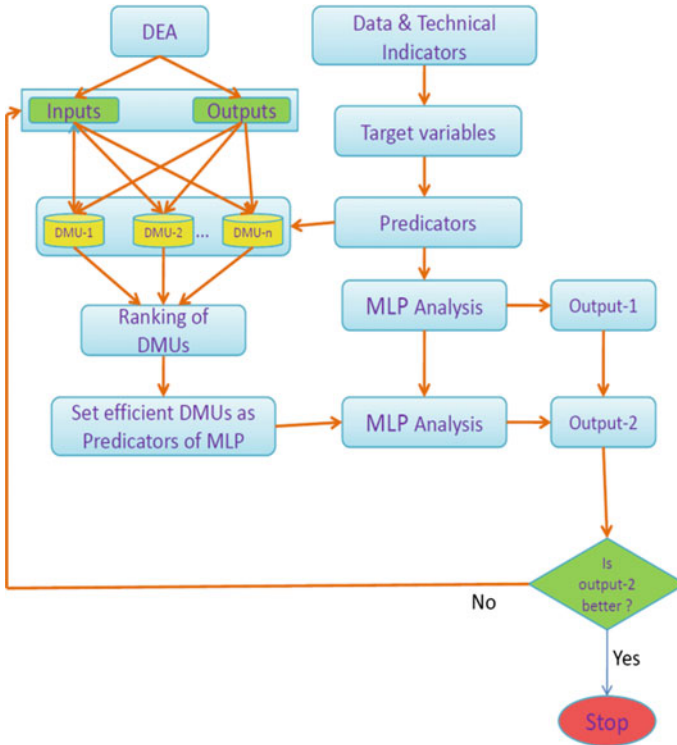 DEA
Data & Technical
Indicators
Inputs
Outputs
Target variables
DMU-1
DMU-2
...
DMU-n
Predicators
Ranking of
DMUs
MLP Analysis
Output-1
Set efficient DMUs as
Predicators of MLP
MLP Analysis
Output-2
Is
output-2
better ?
No
Yes
Stop